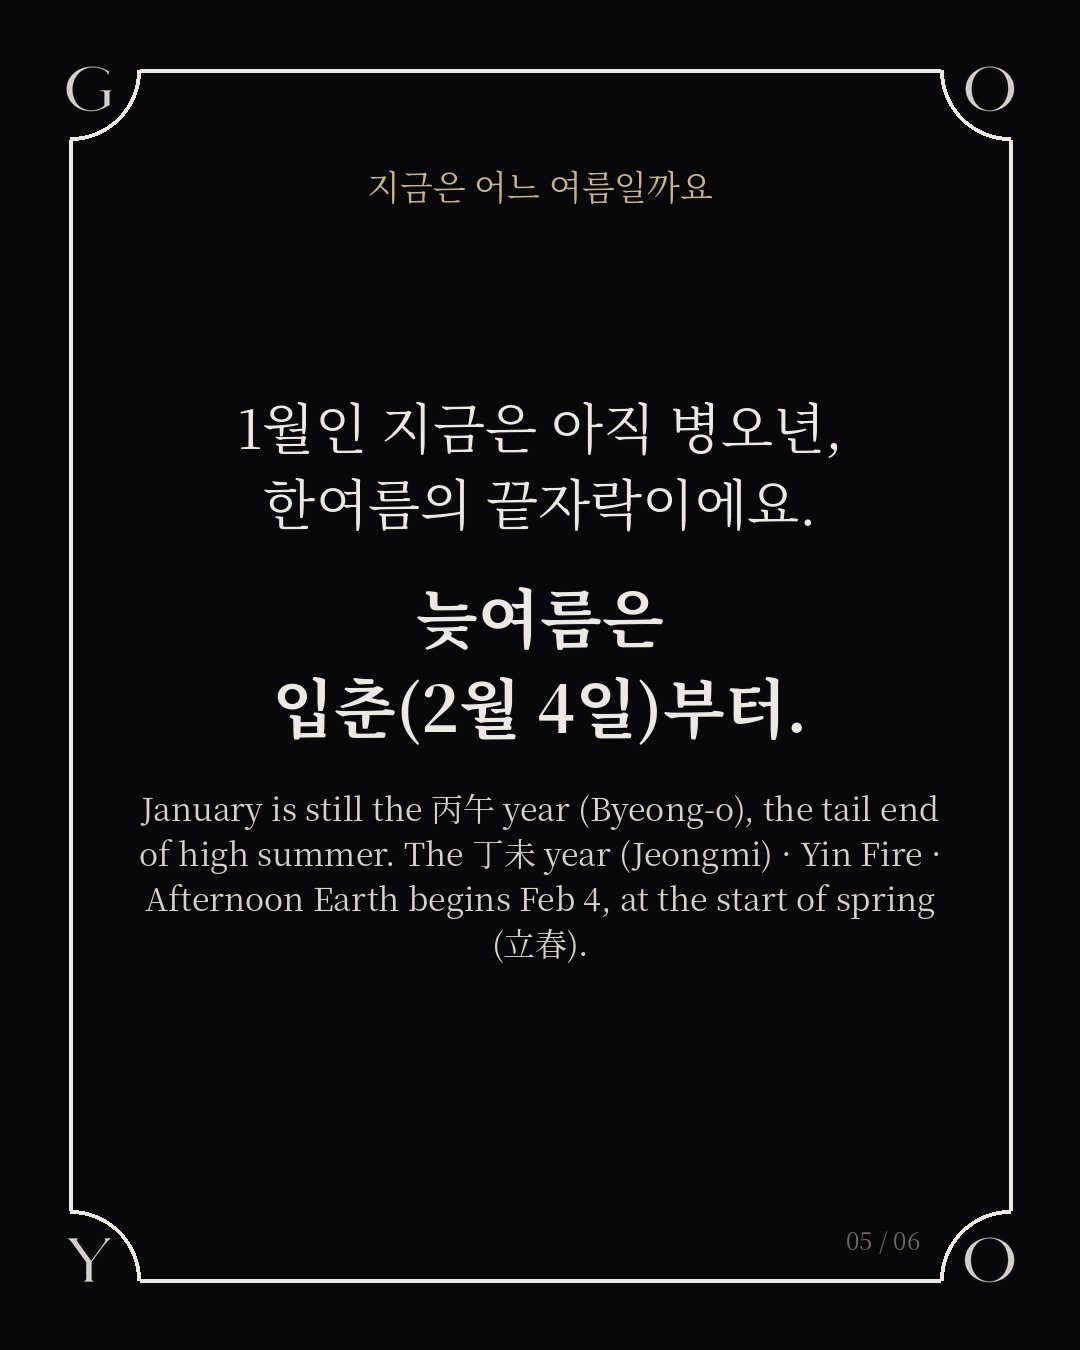 G O
지금은 어느 여름일까요
1월인 지금은 아직 병오년,
한여름의 끝자락이에요.
늦여름은
입춘(2월 4일)부터.
January is still the 丙午 year (Byeong-o), the tail end
of high summer. The 丁未 year (Jeongmi) · Yin Fire ·
Afternoon Earth begins Feb 4, at the start of spring
(立春).
05 / 06
Y O